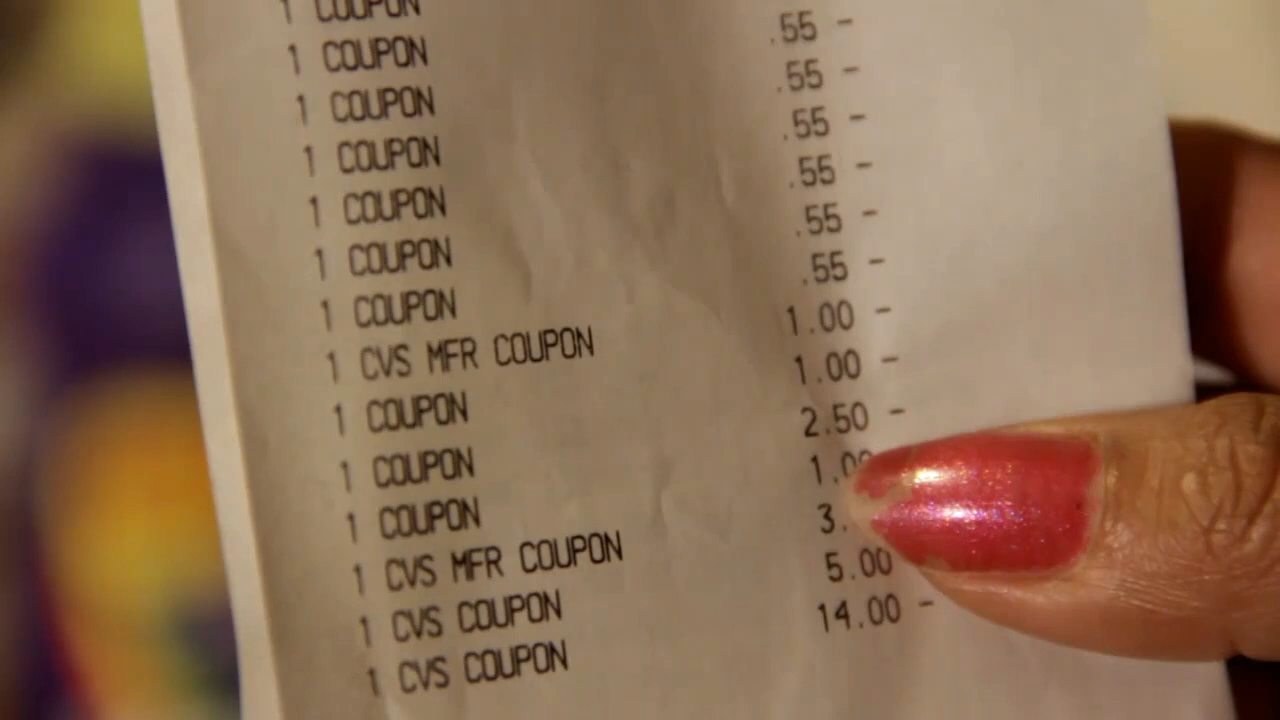 1 COUPON
1 COUPON .55 -
1 COUPON .55 -
1 COUPON .55 -
1 COUPON .55 -
1 COUPON .55 -
1 COUPON .55 -
1 CVS MFR COUPON 1.00 -
1 COUPON 1.00 -
1 COUPON 2.50 -
1 COUPON
1 CVS MFR COUPON
1 CVS COUPON 5.00
1 CVS COUPON 14.00 -